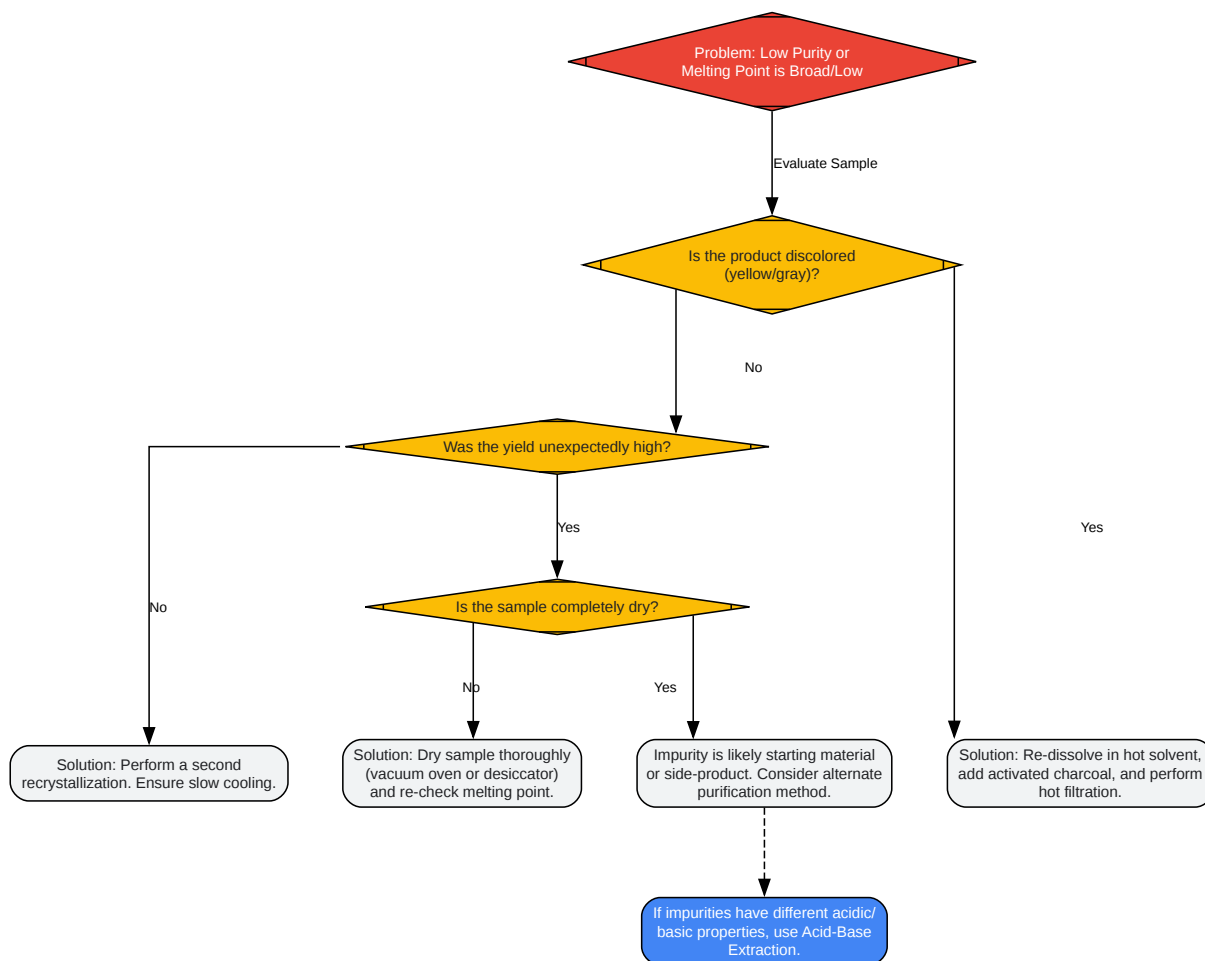 Problem: Low Purity or
Melting Point is Broad/Low
Evaluate Sample
Is the product discolored
(yellow/gray)?
No
Was the yield unexpectedly high?
Yes
Yes
No
Is the sample completely dry?
No
Yes
Solution: Perform a second
recrystallization. Ensure slow cooling.
Solution: Dry sample thoroughly
(vacuum oven or desiccator)
and re-check melting point.
Impurity is likely starting material
or side-product. Consider alternate
purification method.
Solution: Re-dissolve in hot solvent,
add activated charcoal, and perform
hot filtration.
If impurities have different acidic/
basic properties, use Acid-Base
Extraction.